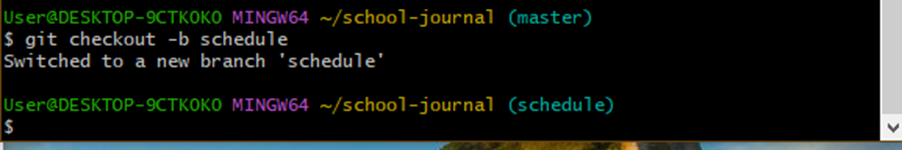 User@DESKTOP-9CTKOKO MINGW64 ~/school-journal (master)
$ git checkout -b schedule
Switched to a new branch 'schedule'
User@DESKTOP-9CTKOKO MINGW64 ~/school-journal (schedule)
$